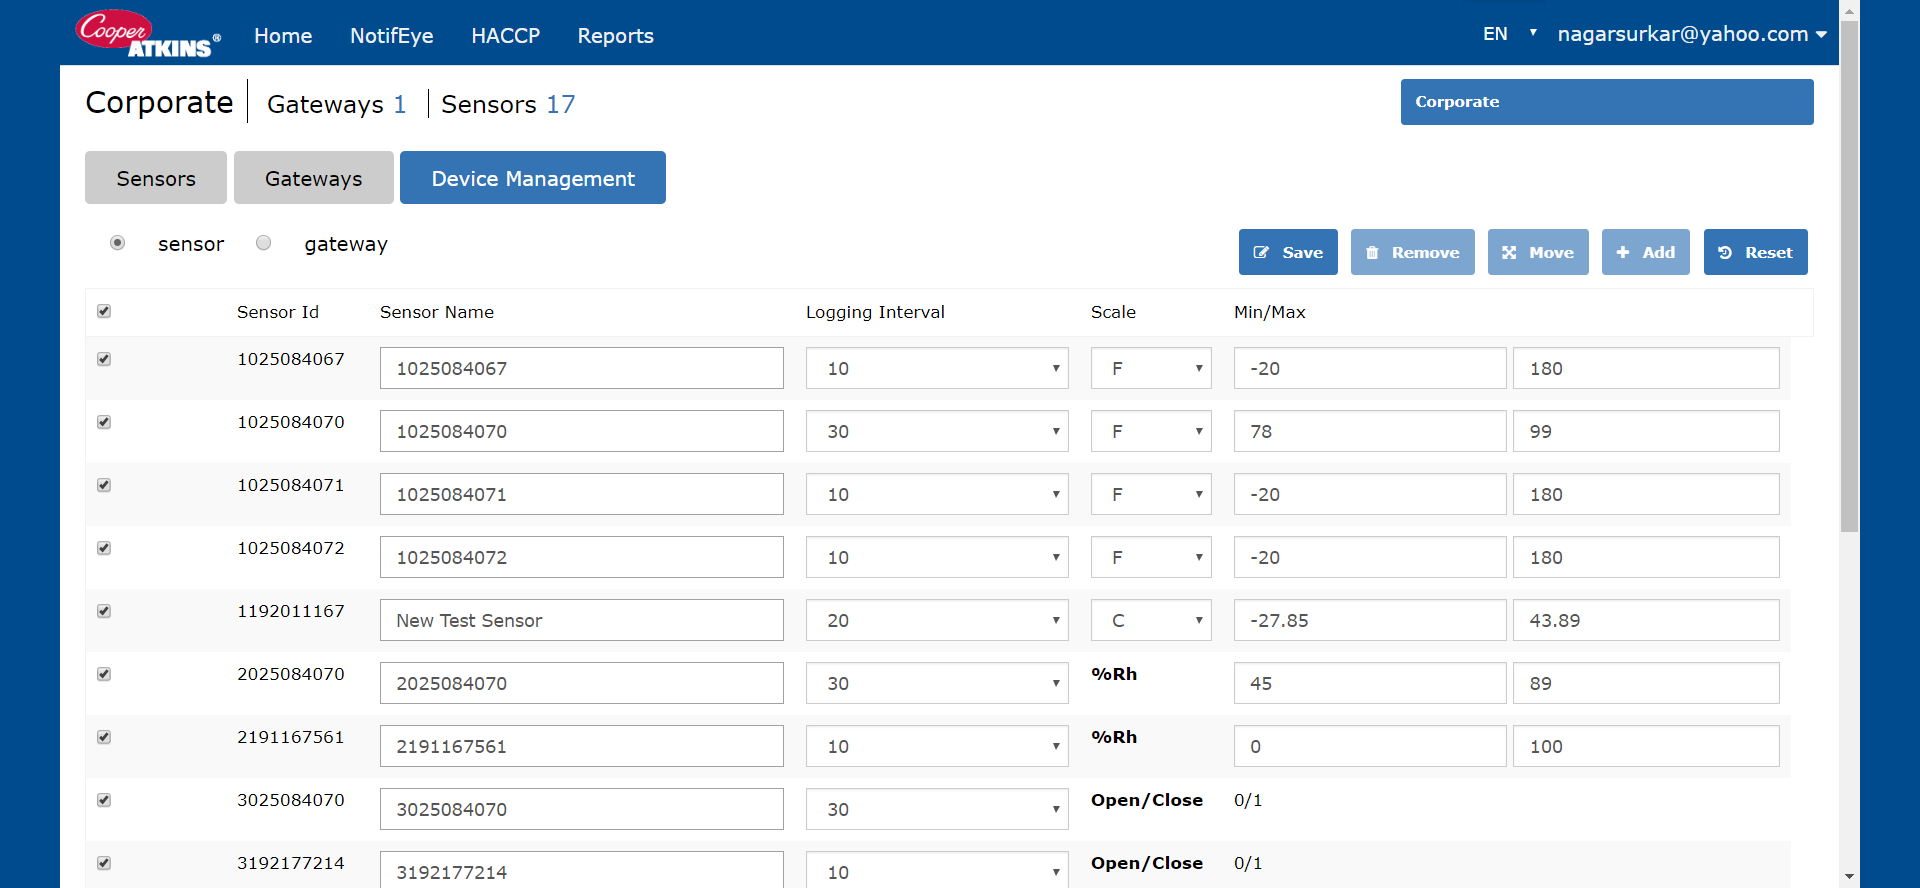 Cooper ATKINS® Home NotifEye HACCP Reports EN nagarsurkar@yahoo.com
Corporate Gateways 1 Sensors 17 Corporate
Sensors Gateways Device Management
sensor gateway Save Remove Move Add Reset
Sensor Id Sensor Name Logging Interval Scale Min/Max
1025084067 1025084067 10 F -20 180
1025084070 1025084070 30 F 78 99
1025084071 1025084071 10 F -20 180
1025084072 1025084072 10 F -20 180
1192011167 New Test Sensor 20 C -27.85 43.89
2025084070 2025084070 30 %Rh 45 89
2191167561 2191167561 10 %Rh 0 100
3025084070 3025084070 30 Open/Close 0/1
3192177214 3192177214 10 Open/Close 0/1